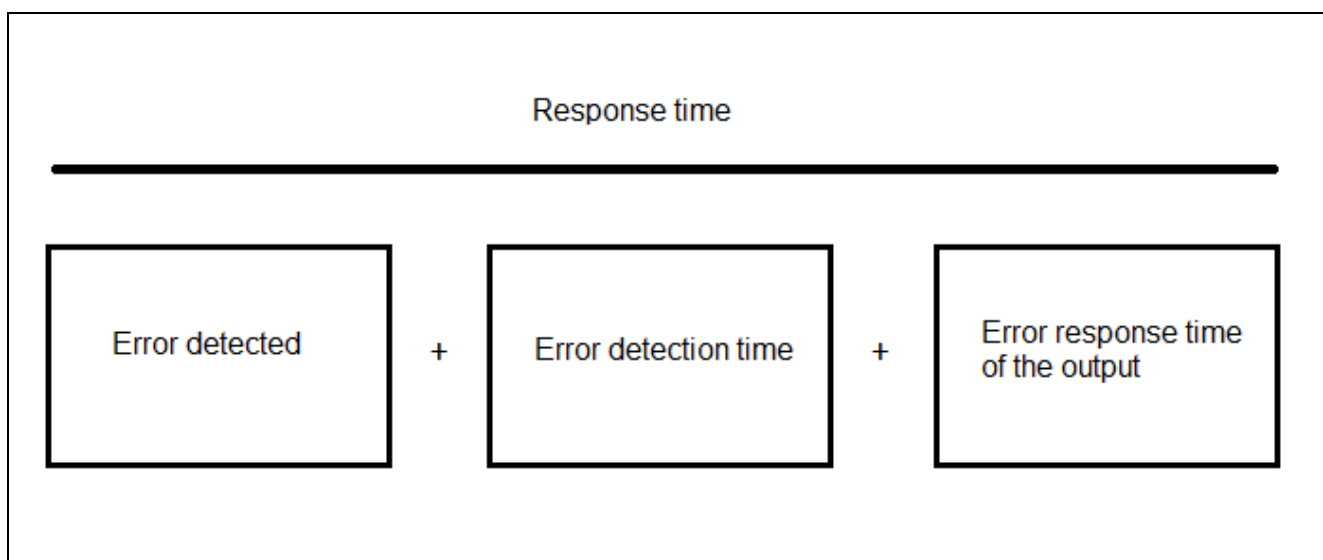 Response time
Error detected
+
Error detection time
+
Error response time
of the output